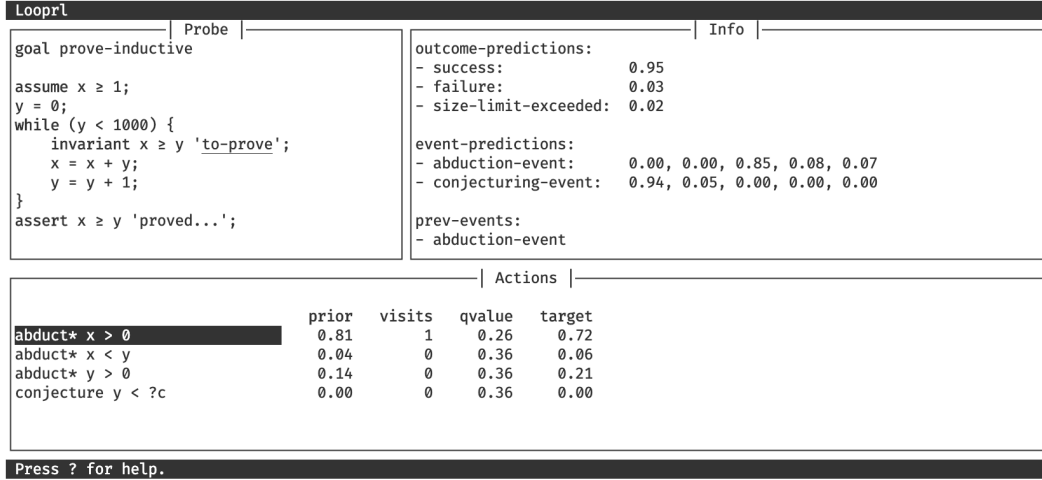 Looprl
Probe
goal prove-inductive
assume x ≥ 1;
y = 0;
while (y < 1000) {
    invariant x ≥ y 'to-prove';
    x = x + y;
    y = y + 1;
}
assert x ≥ y 'proved...';
Info
outcome-predictions:
- success: 0.95
- failure: 0.03
- size-limit-exceeded: 0.02
event-predictions:
- abduction-event: 0.00, 0.00, 0.85, 0.08, 0.07
- conjecturing-event: 0.94, 0.05, 0.00, 0.00, 0.00
prev-events:
- abduction-event
Actions
prior visits qvalue target
abduct* x > 0 0.81 1 0.26 0.72
abduct* x < y 0.04 0 0.36 0.06
abduct* y > 0 0.14 0 0.36 0.21
conjecture y < ?c 0.00 0 0.36 0.00
Press ? for help.